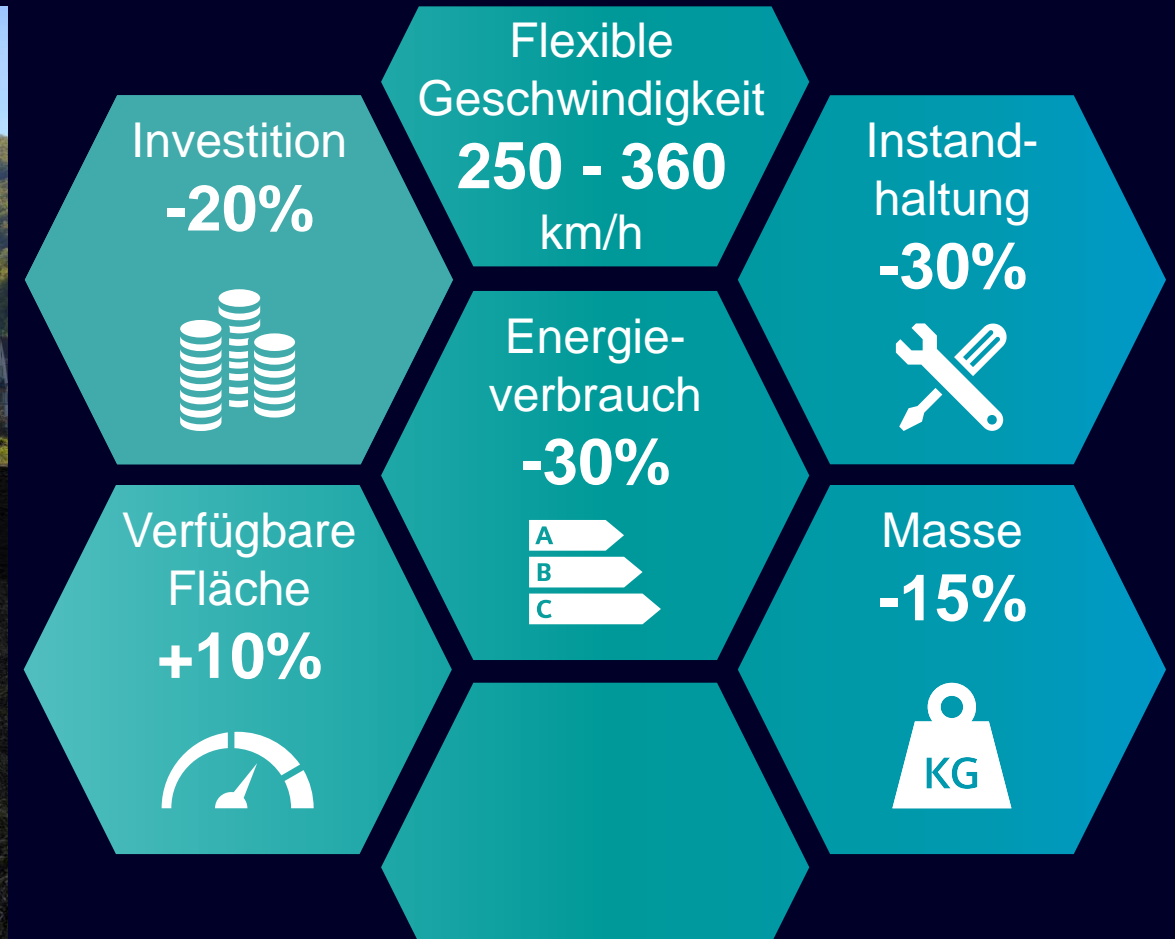 Flexible
Geschwindigkeit
250 - 360
km/h
Investition
-20%
Instand-
haltung
-30%
Energie-
verbrauch
-30%
A
B
C
Verfügbare
Fläche
+10%
Masse
-15%
KG